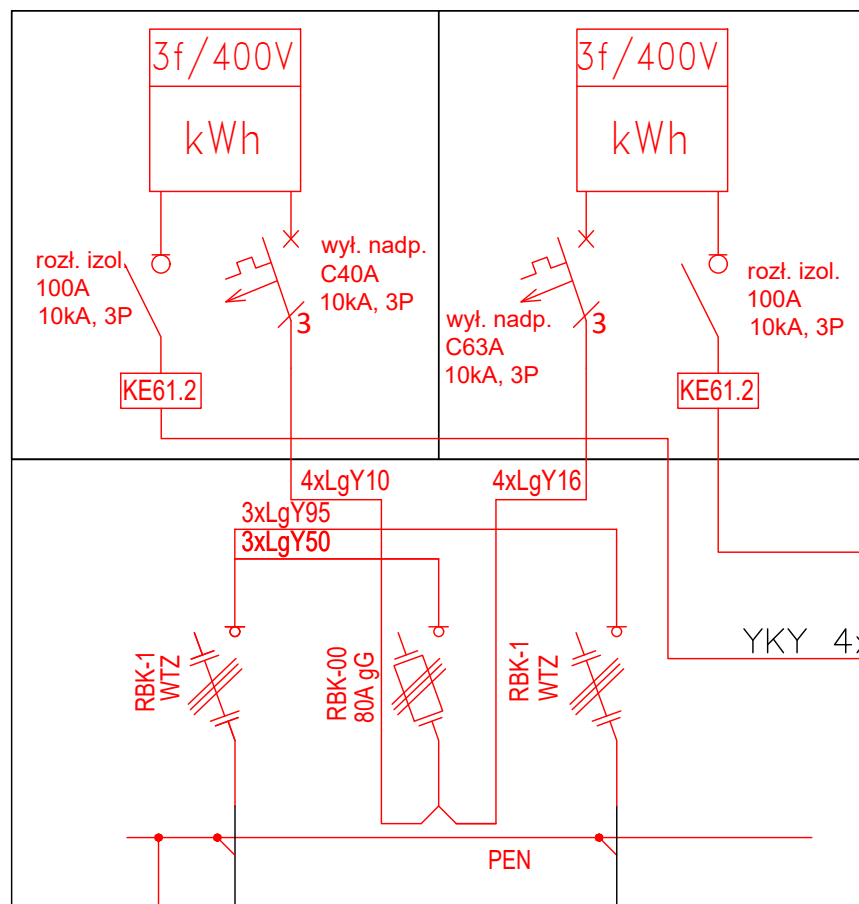 3f/400V
kWh
3f/400V
kWh
rozł. izol.
100A
10kA, 3P
wył. nadp.
C40A
10kA, 3P
3
wył. nadp.
C63A
10kA, 3P
3
rozł. izol.
100A
10kA, 3P
KE61.2
KE61.2
4xLgY10
4xLgY16
3xLgY95
3xLgY50
RBK-1
WTZ
RBK-00
80A gG
RBK-1
WTZ
YKY 4x
PEN